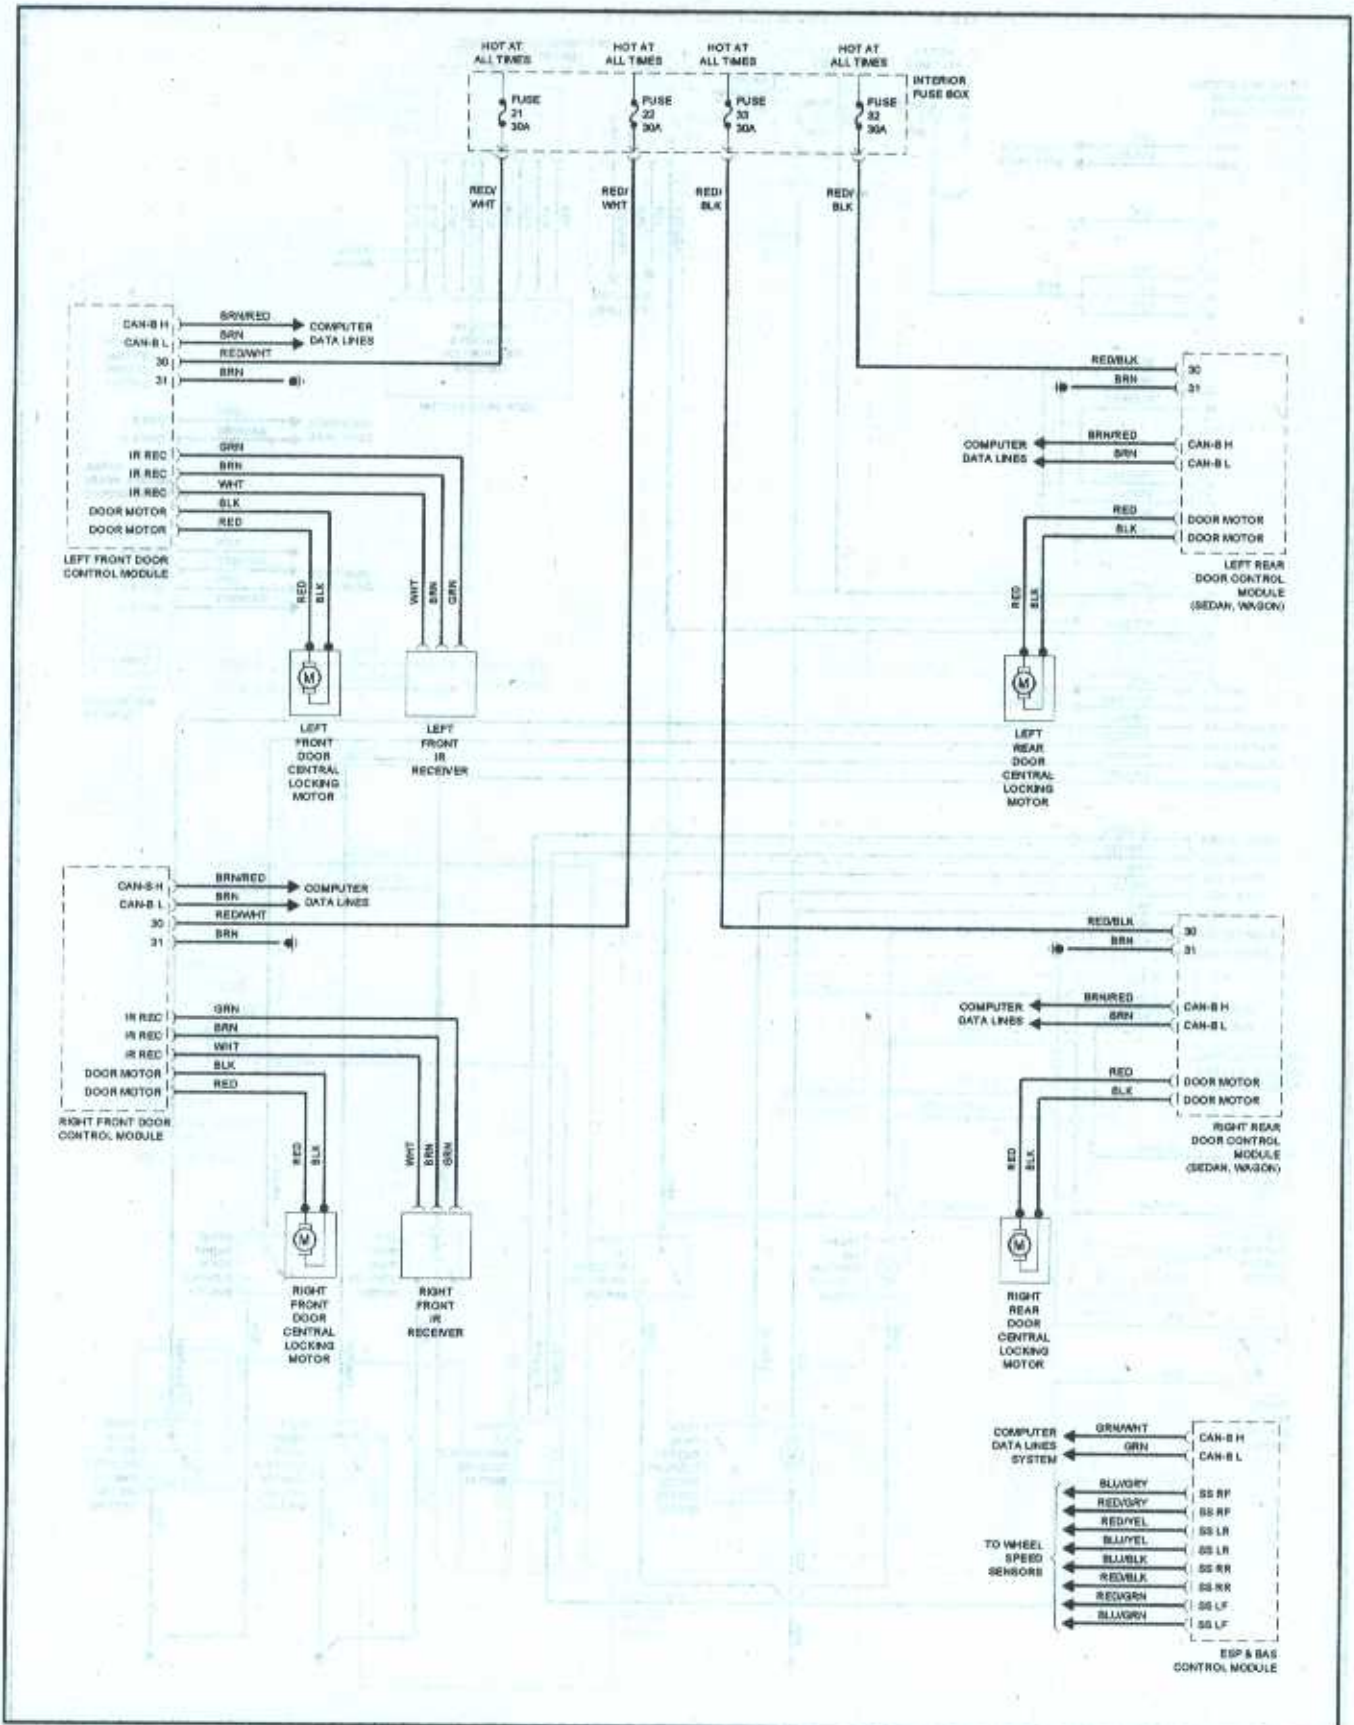 HOT AT
ALL TIMES
HOT AT
ALL TIMES
HOT AT
ALL TIMES
HOT AT
ALL TIMES
INTERIOR
FUSE BOX
FUSE
21
30A
FUSE
22
30A
FUSE
33
30A
FUSE
32
30A
RED/
WHT
RED/
WHT
RED/
BLK
RED/
BLK
CAN-B H
BRN/RED
CAN-B L
BRN
COMPUTER
DATA LINES
30
RED/WHT
31
BRN
IR REC
GRN
IR REC
BRN
IR REC
WHT
DOOR MOTOR
BLK
DOOR MOTOR
RED
LEFT FRONT DOOR
CONTROL MODULE
RED
BLK
WHT
BRN
GRN
M
LEFT
FRONT
DOOR
CENTRAL
LOCKING
MOTOR
LEFT
FRONT
IR
RECEIVER
RED/BLK
30
BRN
31
COMPUTER
DATA LINES
BRN/RED
CAN-B H
BRN
CAN-B L
RED
DOOR MOTOR
BLK
DOOR MOTOR
LEFT REAR
DOOR CONTROL
MODULE
(SEDAN, WAGON)
RED
BLK
M
LEFT
REAR
DOOR
CENTRAL
LOCKING
MOTOR
CAN-B H
BRN/RED
CAN-B L
BRN
COMPUTER
DATA LINES
30
RED/WHT
31
BRN
IR REC
GRN
IR REC
BRN
IR REC
WHT
DOOR MOTOR
BLK
DOOR MOTOR
RED
RIGHT FRONT DOOR
CONTROL MODULE
RED
BLK
WHT
BRN
GRN
M
RIGHT
FRONT
DOOR
CENTRAL
LOCKING
MOTOR
RIGHT
FRONT
IR
RECEIVER
RED/BLK
30
BRN
31
COMPUTER
DATA LINES
BRN/RED
CAN-B H
BRN
CAN-B L
RED
DOOR MOTOR
BLK
DOOR MOTOR
RIGHT REAR
DOOR CONTROL
MODULE
(SEDAN, WAGON)
RED
BLK
M
RIGHT
REAR
DOOR
CENTRAL
LOCKING
MOTOR
COMPUTER
DATA LINES
SYSTEM
GRN/WHT
CAN-B H
GRN
CAN-B L
TO WHEEL
SPEED
SENSORS
BLU/GRY
SS RF
RED/GRY
SS RF
RED/YEL
SS LR
BLU/YEL
SS LR
BLU/BLK
SS RR
RED/BLK
SS RR
RED/GRN
SS LF
BLU/GRN
SS LF
ESP & BAS
CONTROL MODULE